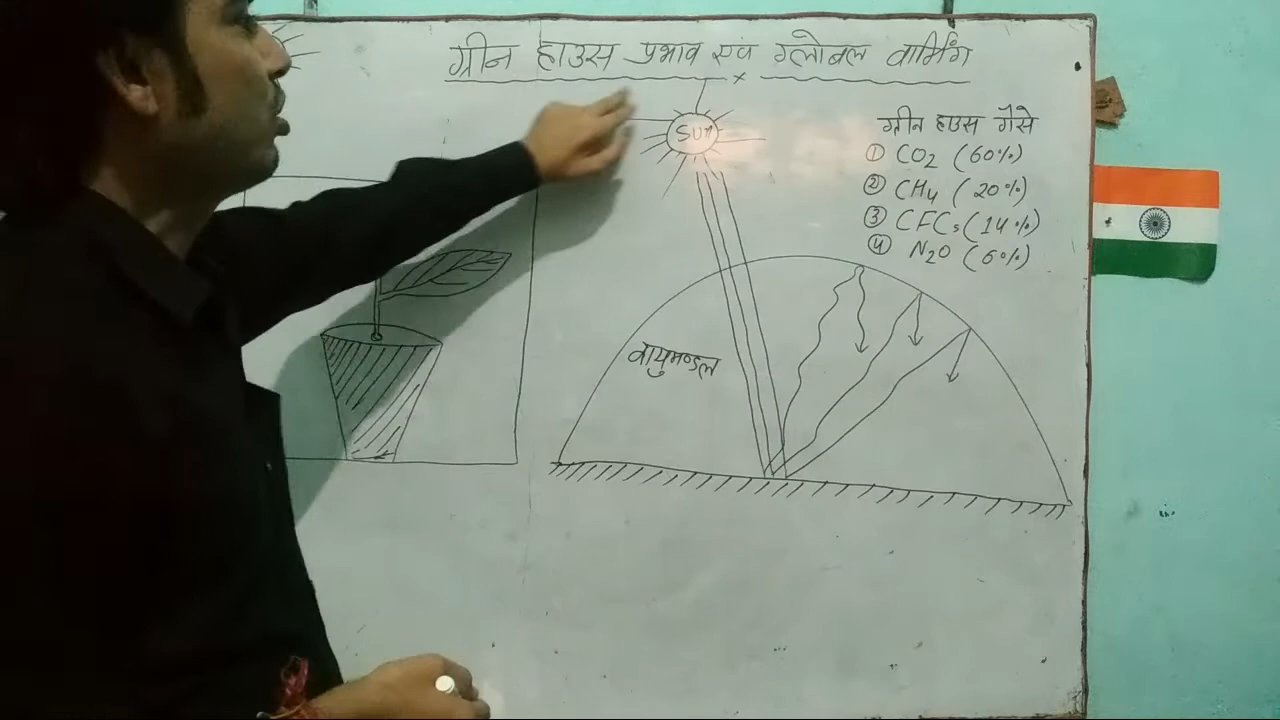 ग्रीन हाउस प्रभाव एवं ग्लोबल वार्मिंग
SUN
ग्रीन हाउस गैसे
① CO2 (60%)
② CH4 (20%)
③ CFCs (14%)
④ N2O (6%)
वायुमण्डल